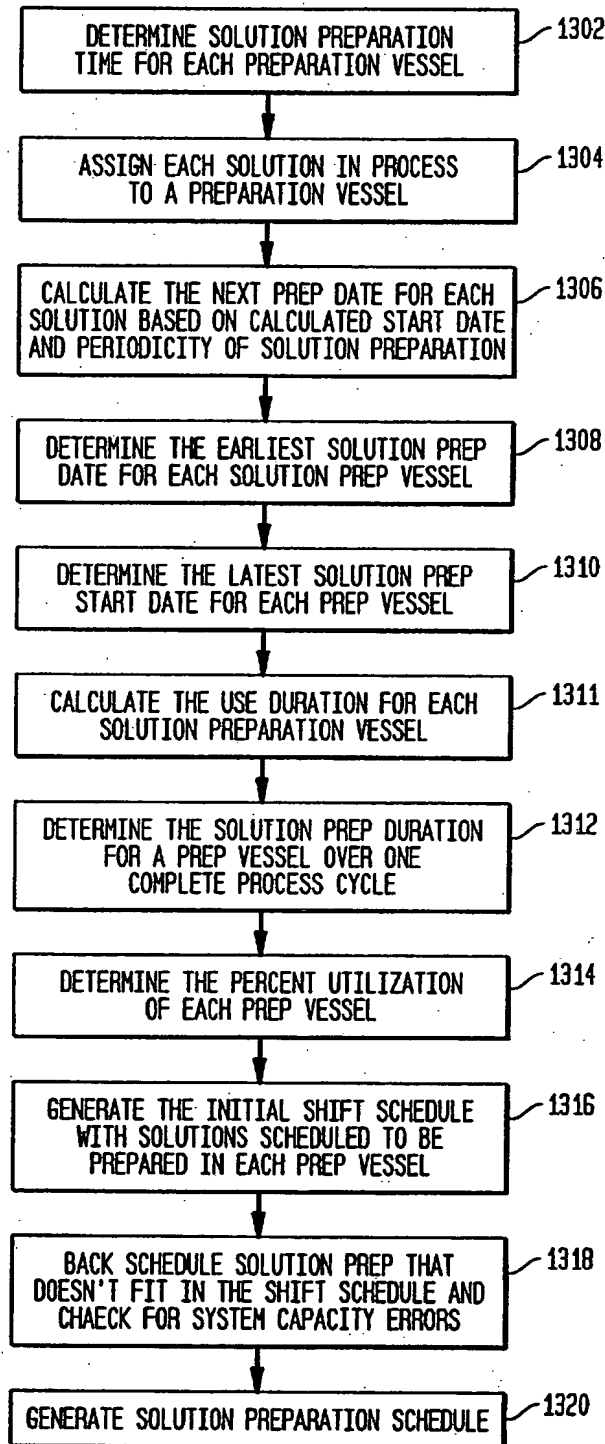 DETERMINE SOLUTION PREPARATION
TIME FOR EACH PREPARATION VESSEL
1302
ASSIGN EACH SOLUTION IN PROCESS
TO A PREPARATION VESSEL
1304
CALCULATE THE NEXT PREP DATE FOR EACH
SOLUTION BASED ON CALCULATED START DATE
AND PERIODICITY OF SOLUTION PREPARATION
1306
DETERMINE THE EARLIEST SOLUTION PREP
DATE FOR EACH SOLUTION PREP VESSEL
1308
DETERMINE THE LATEST SOLUTION PREP
START DATE FOR EACH PREP VESSEL
1310
CALCULATE THE USE DURATION FOR EACH
SOLUTION PREPARATION VESSEL
1311
DETERMINE THE SOLUTION PREP DURATION
FOR A PREP VESSEL OVER ONE
COMPLETE PROCESS CYCLE
1312
DETERMINE THE PERCENT UTILIZATION
OF EACH PREP VESSEL
1314
GENERATE THE INITIAL SHIFT SCHEDULE
WITH SOLUTIONS SCHEDULED TO BE
PREPARED IN EACH PREP VESSEL
1316
BACK SCHEDULE SOLUTION PREP THAT
DOESN'T FIT IN THE SHIFT SCHEDULE AND
CHAECK FOR SYSTEM CAPACITY ERRORS
1318
GENERATE SOLUTION PREPARATION SCHEDULE
1320